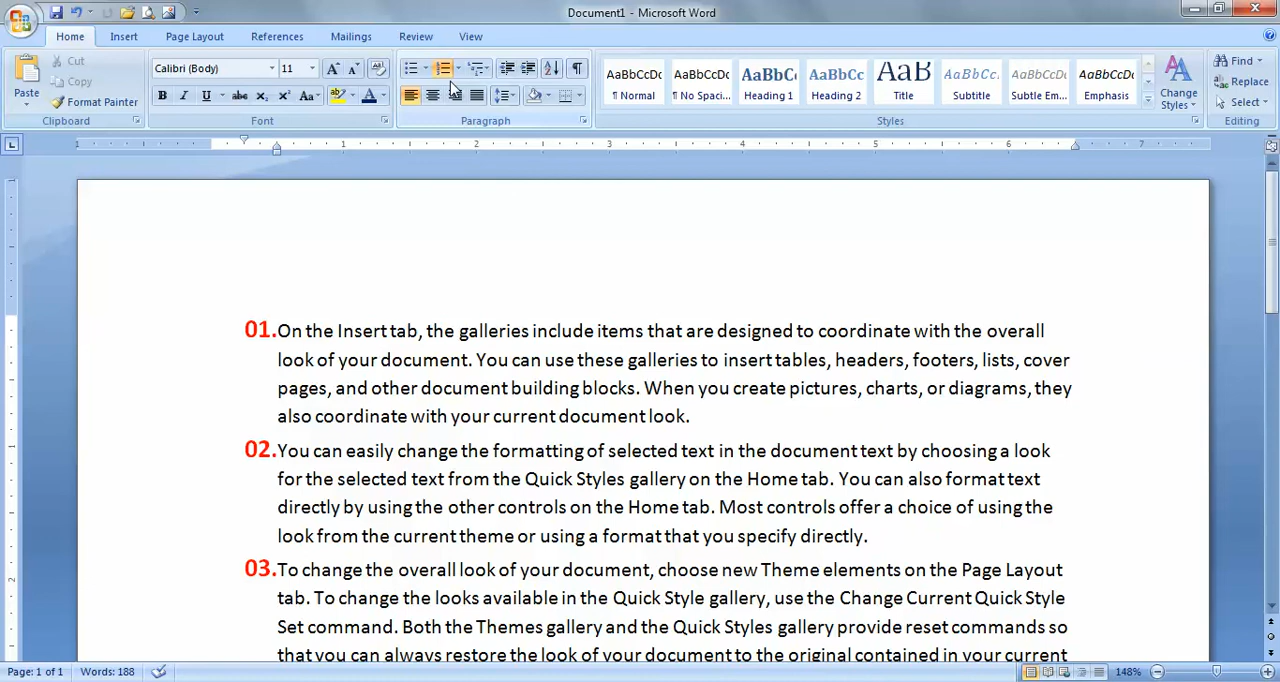 Document1 - Microsoft Word
Home Insert Page Layout References Mailings Review View
Cut
Copy
Format Painter
Paste
Clipboard
Calibri (Body) 11
Font
Paragraph
AaBbCcDc AaBbCcDc AaBbC AaBbCc AaB AaBbCc. AaBbCcDc AaBbCcDc
¶ Normal ¶ No Spaci... Heading 1 Heading 2 Title Subtitle Subtle Em... Emphasis
Change
Styles
Styles
Find
Replace
Select
Editing
01.On the Insert tab, the galleries include items that are designed to coordinate with the overall
look of your document. You can use these galleries to insert tables, headers, footers, lists, cover
pages, and other document building blocks. When you create pictures, charts, or diagrams, they
also coordinate with your current document look.
02.You can easily change the formatting of selected text in the document text by choosing a look
for the selected text from the Quick Styles gallery on the Home tab. You can also format text
directly by using the other controls on the Home tab. Most controls offer a choice of using the
look from the current theme or using a format that you specify directly.
03.To change the overall look of your document, choose new Theme elements on the Page Layout
tab. To change the looks available in the Quick Style gallery, use the Change Current Quick Style
Set command. Both the Themes gallery and the Quick Styles gallery provide reset commands so
that you can always restore the look of your document to the original contained in your current
Page: 1 of 1 Words: 188 148%